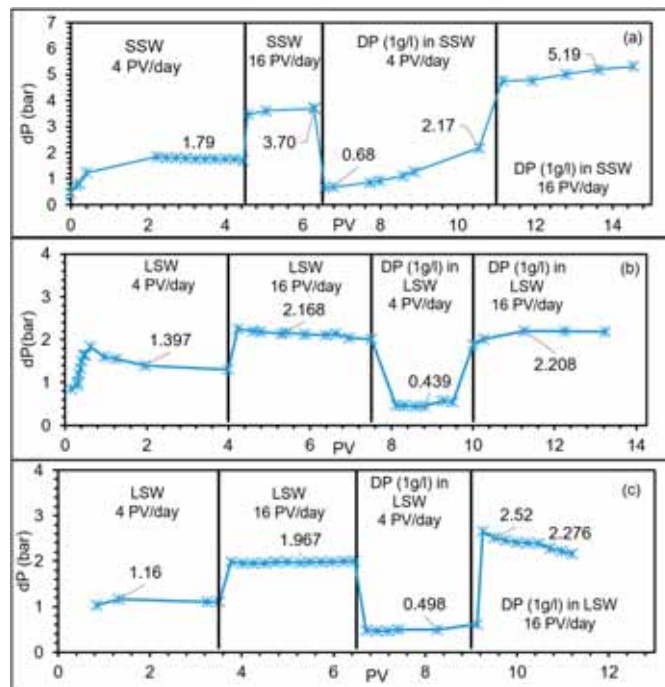 (a)
SSW
4 PV/day
SSW
16 PV/day
DP (1g/l) in SSW
4 PV/day
DP (1g/l) in SSW
16 PV/day
1.79
3.70
0.68
2.17
5.19
dP (bar)
7
6
5
4
3
2
1
0
0 2 4 6 8 10 12 14
PV
(b)
LSW
4 PV/day
LSW
16 PV/day
DP (1g/l) in
LSW
4 PV/day
DP (1g/l) in
LSW
16 PV/day
1.397
2.168
0.439
2.208
dP(bar)
4
3
2
1
0
0 2 4 6 8 10 12 14
PV
(c)
LSW
4 PV/day
LSW
16 PV/day
DP (1g/l) in
LSW
4 PV/day
DP (1g/l) in LSW
16 PV/day
1.16
1.967
0.498
2.52
2.276
dP (bar)
4
3
2
1
0
0 2 4 6 8 10 12
PV